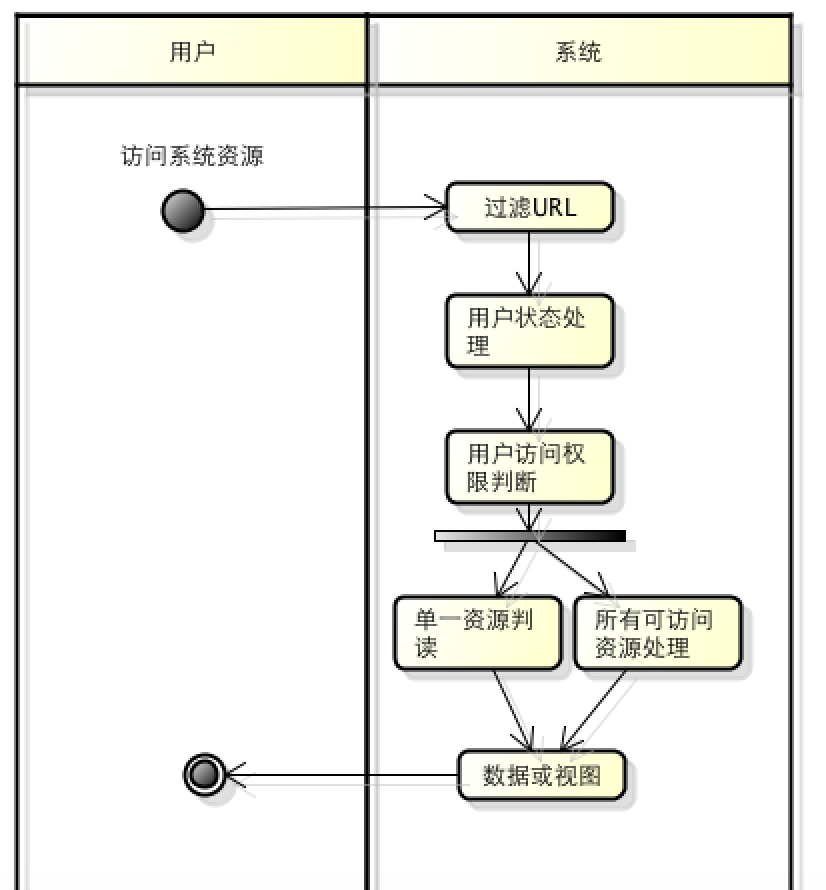 用户
系统
访问系统资源
过滤URL
用户状态处
理
用户访问权
限判断
单一资源判
读
所有可访问
资源处理
数据或视图